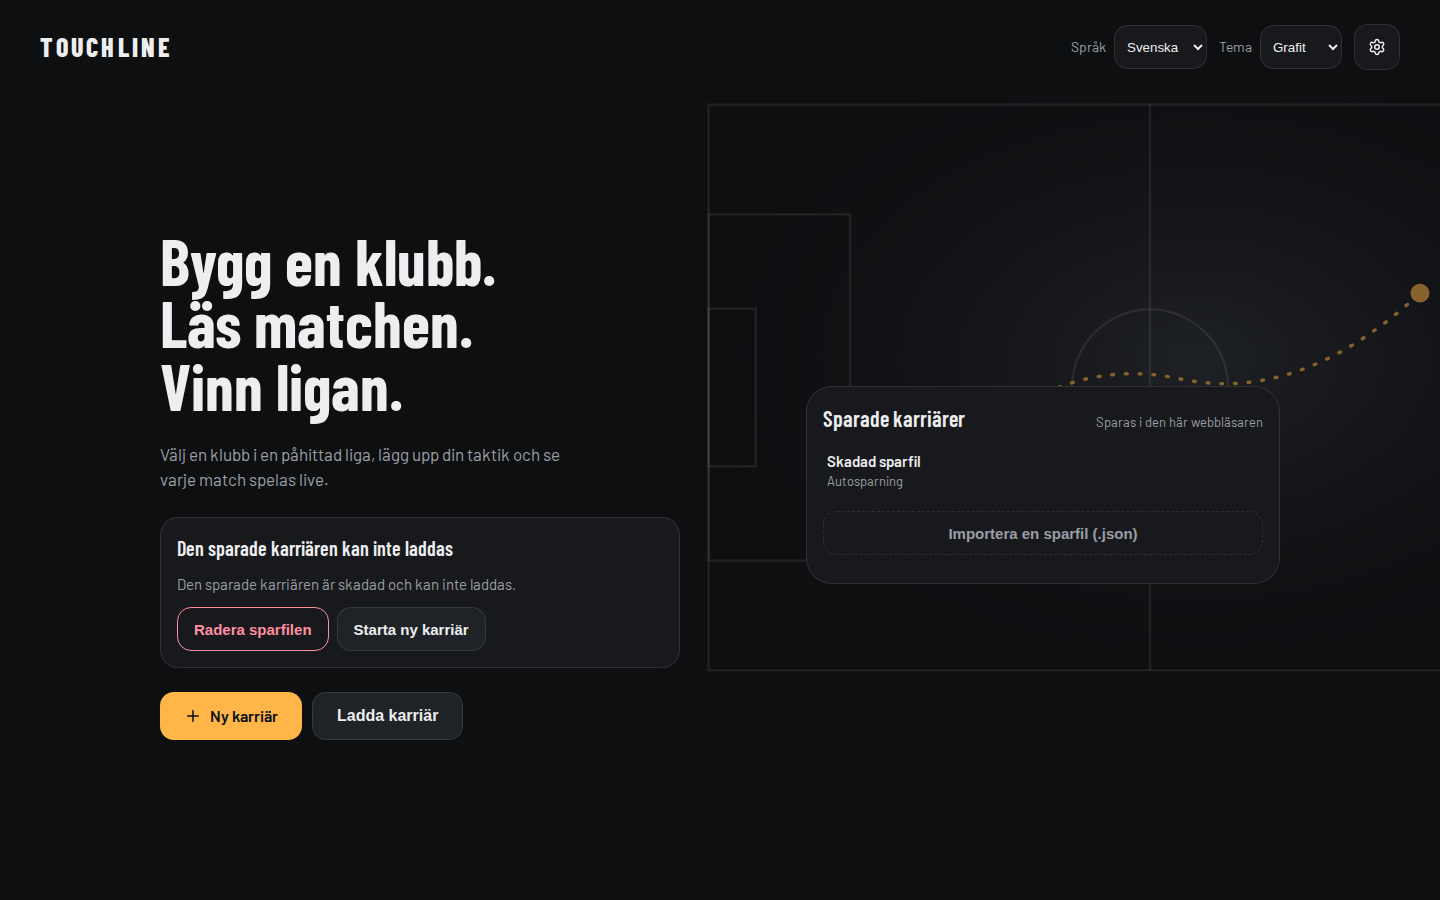 TOUCHLINE
Språk
Svenska
Tema
Grafit
Bygg en klubb.
Läs matchen.
Vinn ligan.
Välj en klubb i en påhittad liga, lägg upp din taktik och se
varje match spelas live.
Den sparade karriären kan inte laddas
Den sparade karriären är skadad och kan inte laddas.
Radera sparfilen
Starta ny karriär
Ny karriär
Ladda karriär
Sparade karriärer
Sparas i den här webbläsaren
Skadad sparfil
Autosparning
Importera en sparfil (.json)